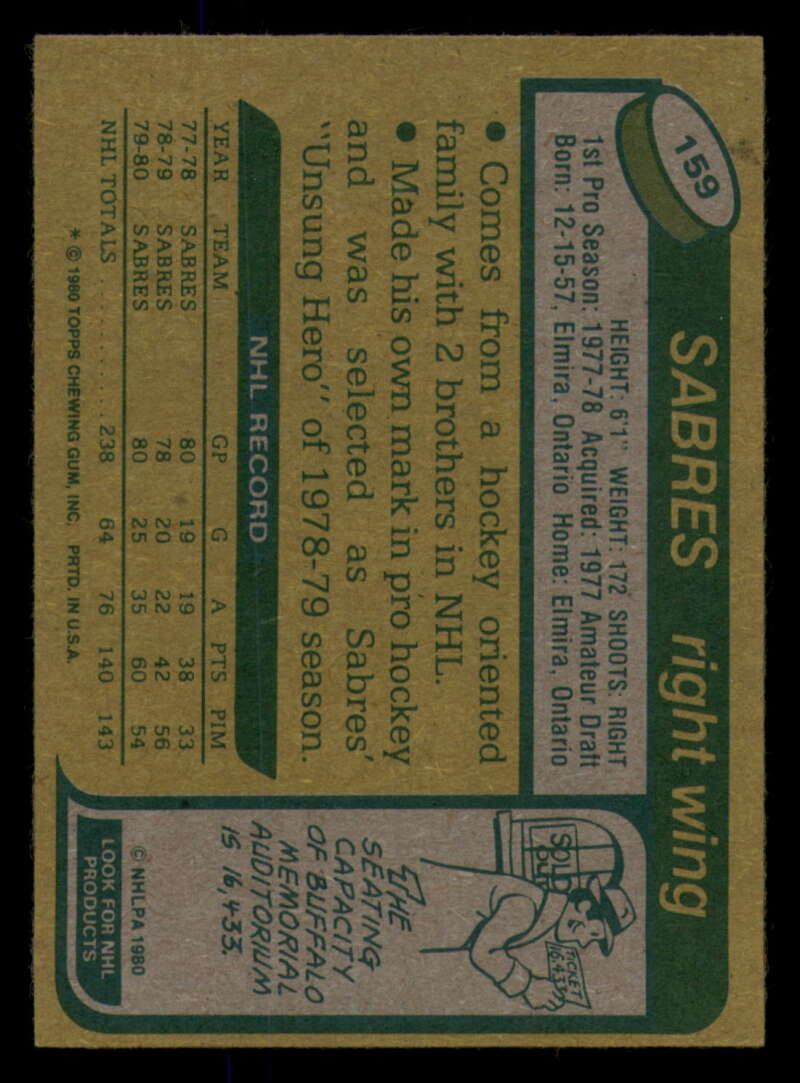 159
SABRES right wing
HEIGHT: 6'1" WEIGHT: 172 SHOOTS: RIGHT
1st Pro Season: 1977-78 Acquired: 1977 Amateur Draft
Born: 12-15-57, Elmira, Ontario Home: Elmira, Ontario
• Comes from a hockey oriented
family with 2 brothers in NHL.
• Made his own mark in pro hockey
and was selected as Sabres'
"Unsung Hero" of 1978-79 season.
NHL RECORD
YEAR TEAM GP G A PTS PIM
77-78 SABRES 80 19 19 38 33
78-79 SABRES 78 20 22 42 56
79-80 SABRES 80 25 35 60 54
NHL TOTALS ............ 238 64 76 140 143
* © 1980 TOPPS CHEWING GUM, INC. PRTD. IN U.S.A.
SOLD
OUT
TICKET
16,433
THE
SEATING
CAPACITY
OF BUFFALO
MEMORIAL
AUDITORIUM
IS 16,433.
© NHLPA 1980
LOOK FOR NHL
PRODUCTS